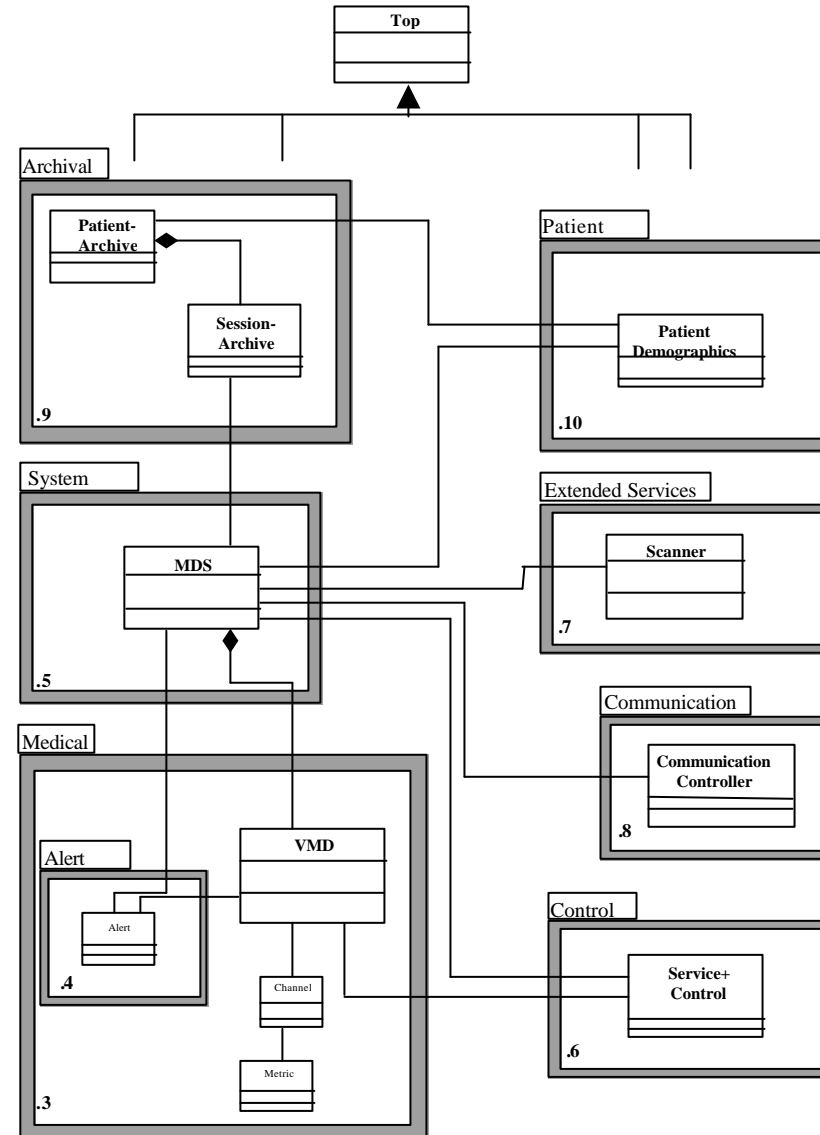 Top
Archival
Patient-
Archive
Session-
Archive
.9
Patient
Patient
Demographics
.10
System
MDS
.5
Extended Services
Scanner
.7
Communication
Communication
Controller
.8
Medical
VMD
Alert
Alert
.4
Channel
Metric
.3
Control
Service+
Control
.6